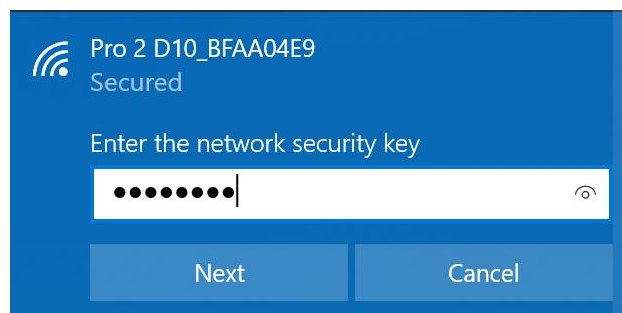 Pro 2 D10_BFAA04E9
Secured
Enter the network security key
●●●●●●●●
Next
Cancel